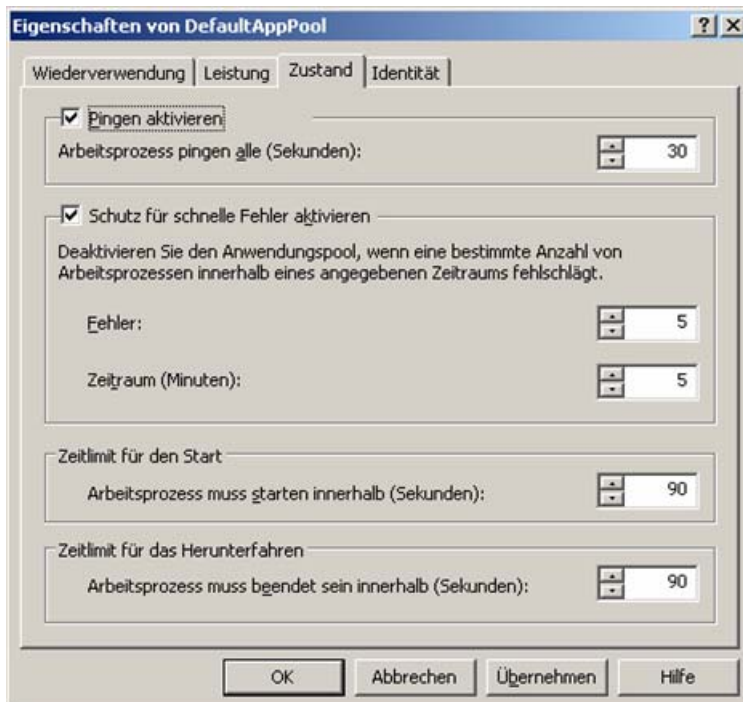 Eigenschaften von DefaultAppPool
Wiederverwendung Leistung Zustand Identität
Pingen aktivieren
Arbeitsprozess pingen alle (Sekunden): 30
Schutz für schnelle Fehler aktivieren
Deaktivieren Sie den Anwendungspool, wenn eine bestimmte Anzahl von
Arbeitsprozessen innerhalb eines angegebenen Zeitraums fehlschlägt.
Fehler: 5
Zeitraum (Minuten): 5
Zeitlimit für den Start
Arbeitsprozess muss starten innerhalb (Sekunden): 90
Zeitlimit für das Herunterfahren
Arbeitsprozess muss beendet sein innerhalb (Sekunden): 90
OK Abbrechen Übernehmen Hilfe